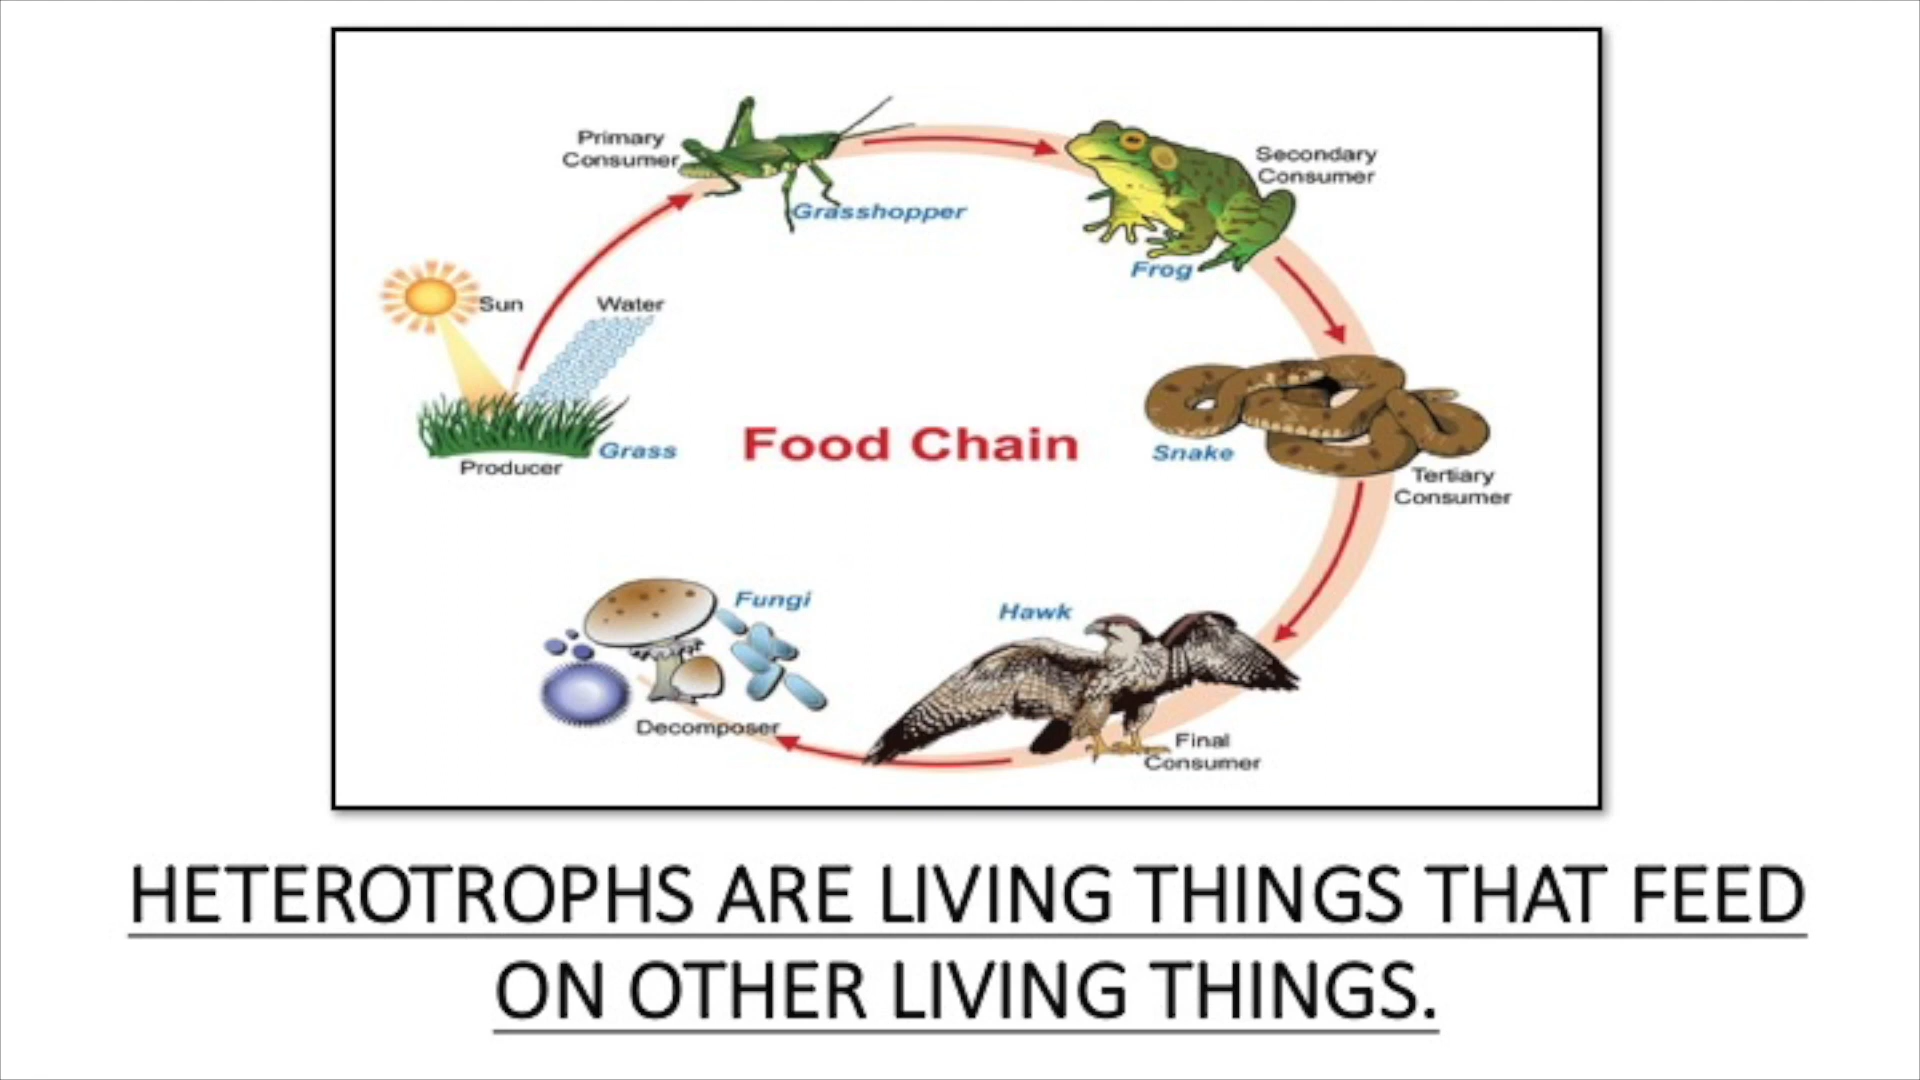 Primary
Consumer
Grasshopper
Secondary
Consumer
Frog
Sun
Water
Grass
Producer
Food Chain
Snake
Tertiary
Consumer
Fungi
Decomposer
Hawk
Final
Consumer
HETEROTROPHS ARE LIVING THINGS THAT FEED
ON OTHER LIVING THINGS.